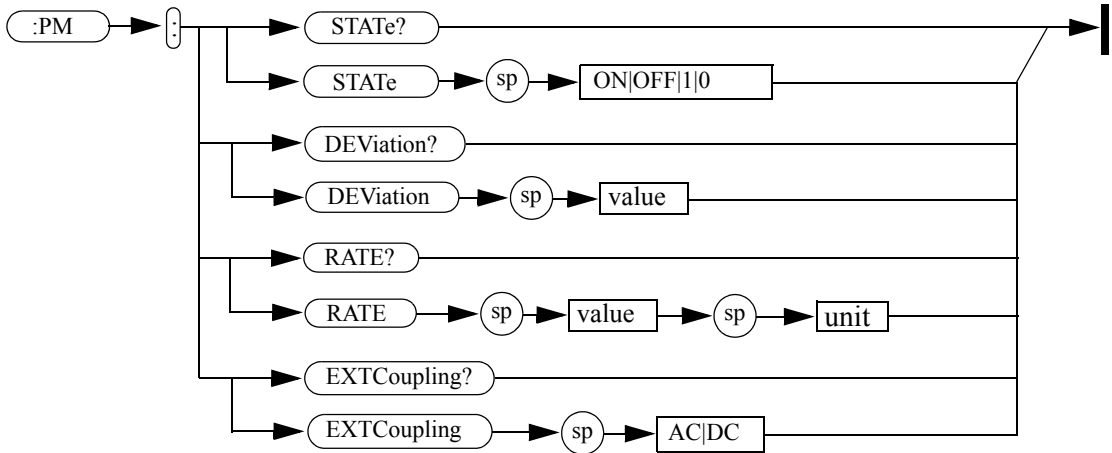 :PM : STATe?
STATe sp ON|OFF|1|0
DEViation?
DEViation sp value
RATE?
RATE sp value sp unit
EXTCoupling?
EXTCoupling sp AC|DC